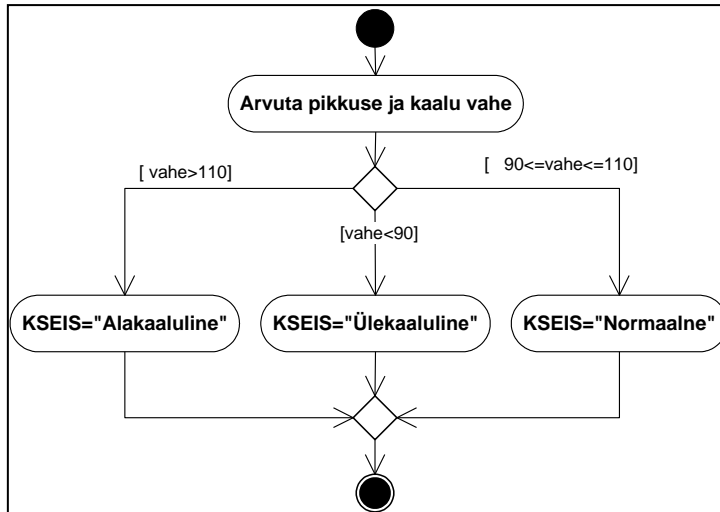 Arvuta pikkuse ja kaalu vahe
[ vahe>110]
[ 90<=vahe<=110]
[vahe<90]
KSEIS="Alakaaluline"
KSEIS="Ülekaaluline"
KSEIS="Normaalne"